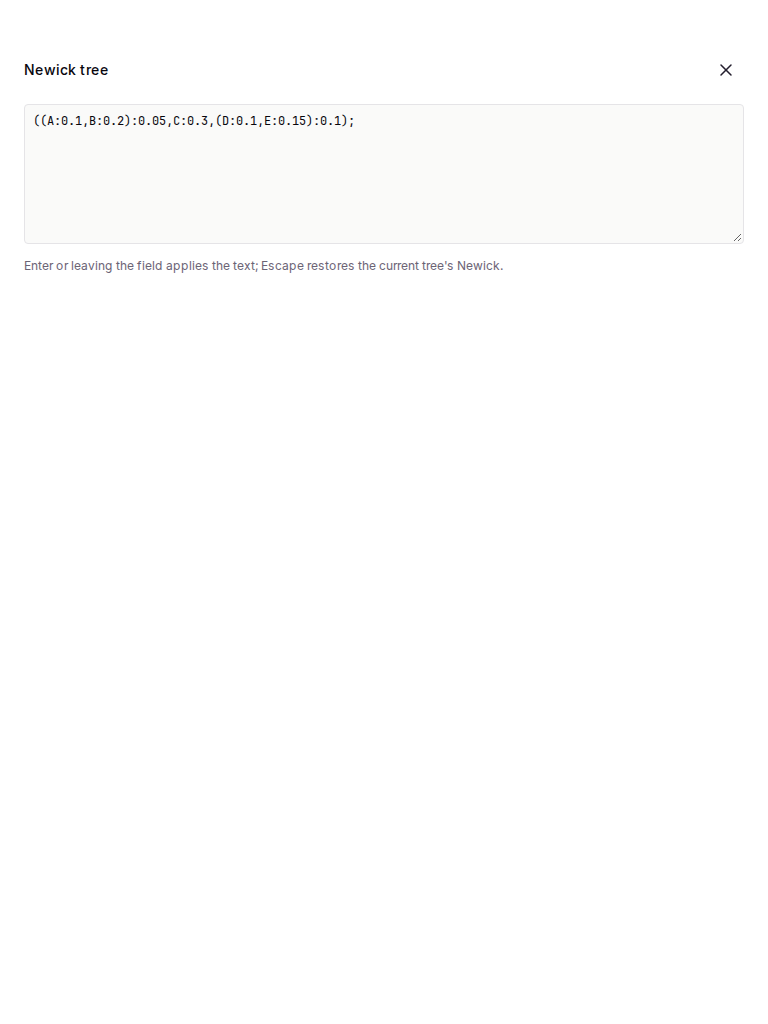 Newick tree
((A:0.1,B:0.2):0.05,C:0.3,(D:0.1,E:0.15):0.1);
Enter or leaving the field applies the text; Escape restores the current tree's Newick.